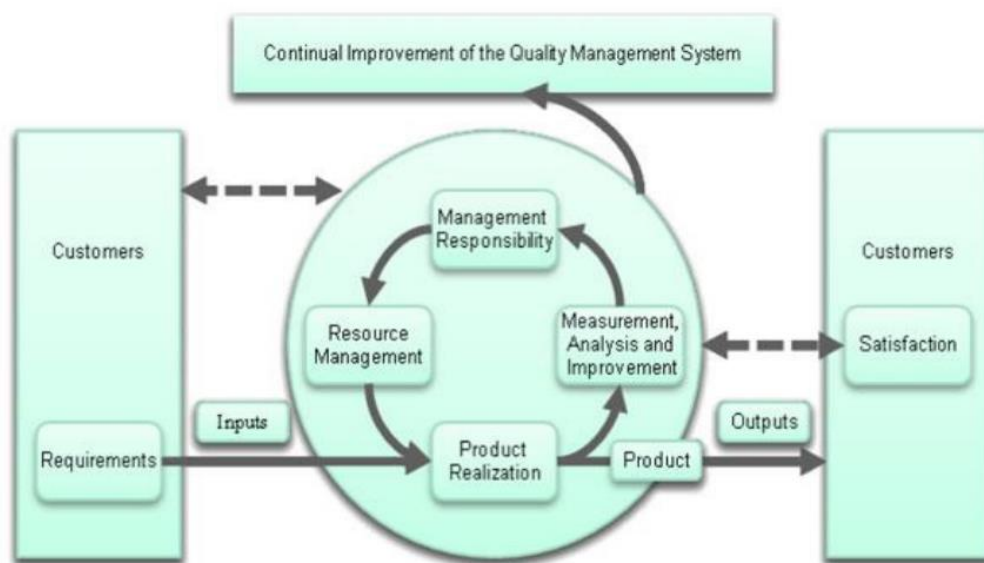 Continual Improvement of the Quality Management System
Customers
Customers
Management
Responsibility
Resource
Management
Measurement,
Analysis and
Improvement
Satisfaction
Inputs
Outputs
Requirements
Product
Realization
Product